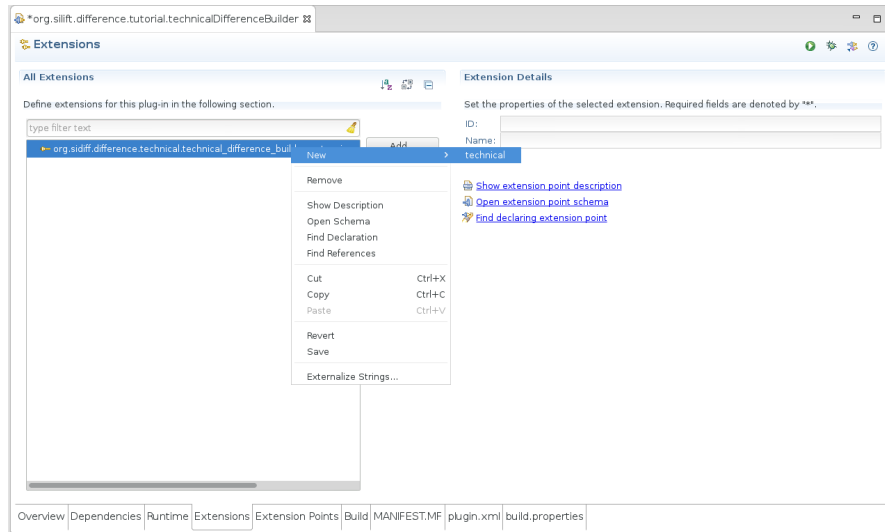 *org.silift.difference.tutorial.technicalDifferenceBuilder
Extensions
All Extensions
Define extensions for this plug-in in the following section.
type filter text
org.sidiff.difference.technical.technical_difference_buil
Add...
New
technical
Remove
Show Description
Open Schema
Find Declaration
Find References
Cut Ctrl+X
Copy Ctrl+C
Paste Ctrl+V
Revert
Save
Externalize Strings...
Extension Details
Set the properties of the selected extension. Required fields are denoted by "*".
ID:
Name:
Show extension point description
Open extension point schema
Find declaring extension point
Overview Dependencies Runtime Extensions Extension Points Build MANIFEST.MF plugin.xml build.properties